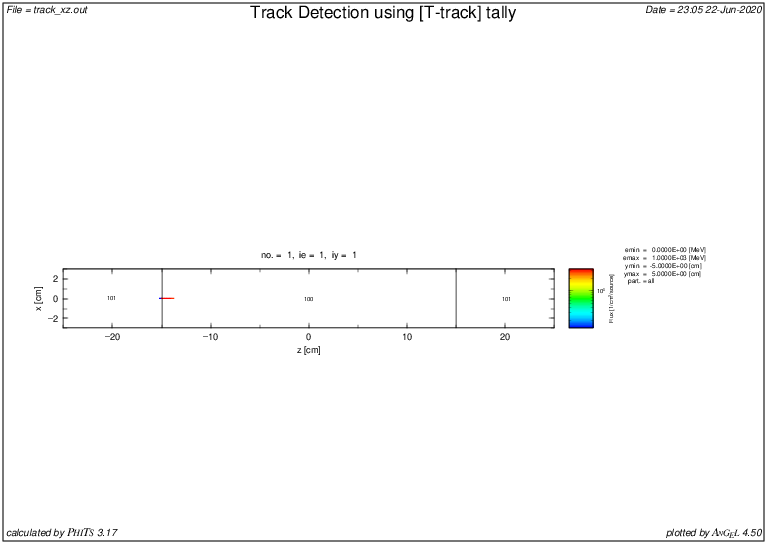 File = track_xz.out
Track Detection using [T-track] tally
Date = 23:05 22-Jun-2020
no. = 1, ie = 1, iy = 1
emin = 0.0000E+00 [MeV]
emax = 1.0000E+03 [MeV]
ymin = -5.0000E+00 [cm]
ymax = 5.0000E+00 [cm]
part. = all
x [cm]
2
0
−2
101
100
101
−20
−10
0
10
20
z [cm]
Flux [1/cm²/source]
calculated by PHITS 3.17
plotted by ANGEL 4.50